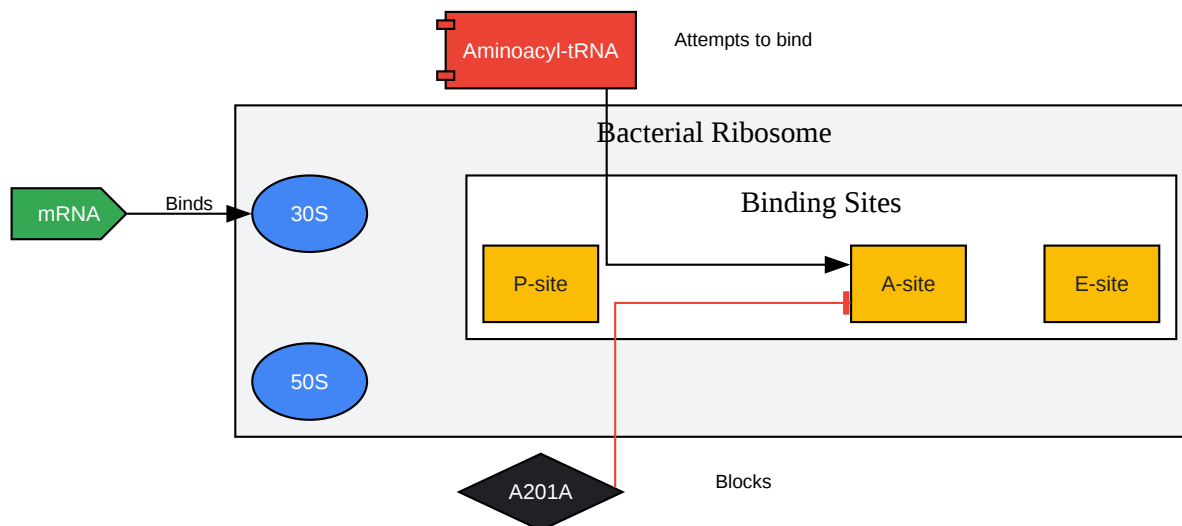 Aminoacyl-tRNA
Attempts to bind
Bacterial Ribosome
mRNA
Binds
30S
Binding Sites
P-site
A-site
E-site
50S
A201A
Blocks